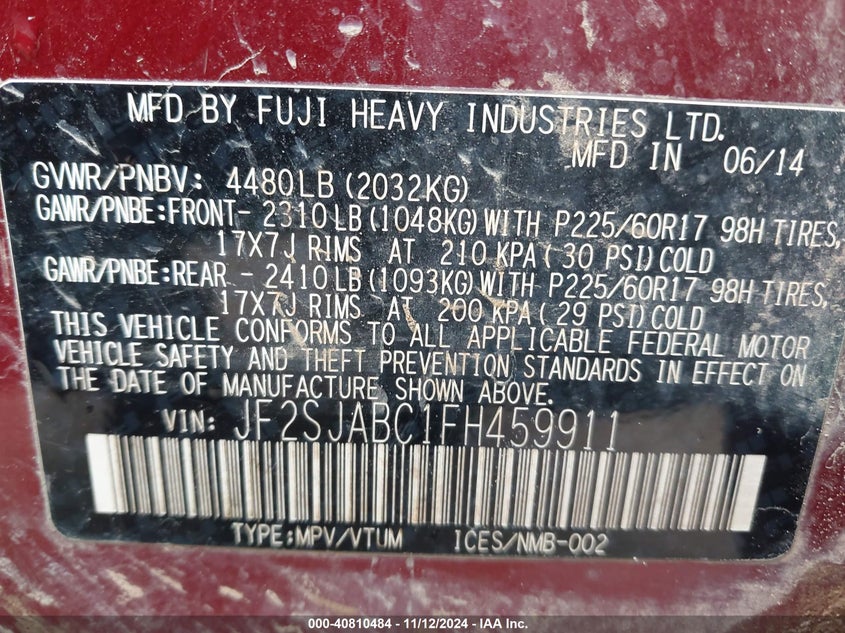 MFD BY FUJI HEAVY INDUSTRIES LTD.
MFD IN 06/14
GVWR/PNBV: 4480LB (2032KG)
GAWR/PNBE:FRONT- 2310LB(1048KG)WITH P225/60R17 98H TIRES,
17X7J RIMS AT 210 KPA( 30 PSI)COLD
GAWR/PNBE:REAR - 2410LB(1093KG)WITH P225/60R17 98H TIRES,
17X7J RIMS AT 200 KPA( 29 PSI)COLD
THIS VEHICLE CONFORMS TO ALL APPLICABLE FEDERAL MOTOR
VEHICLE SAFETY AND THEFT PREVENTION STANDARDS IN EFFECT ON
THE DATE OF MANUFACTURE SHOWN ABOVE.
VIN: JF2SJABC1FH459911
TYPE:MPV/VTUM ICES/NMB-002
000-40810484 - 11/12/2024 - IAA Inc.